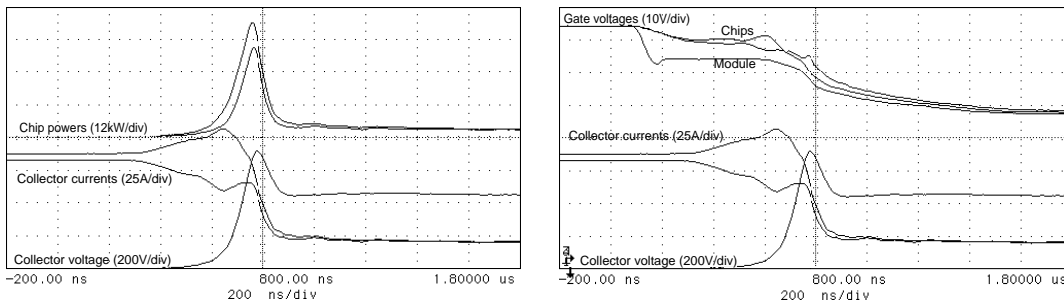 Chip powers (12kW/div)
Collector currents (25A/div)
Collector voltage (200V/div)
-200.00 ns 800.00 ns 1.80000 us
200 ns/div
Gate voltages (10V/div)
Chips
Module
Collector currents (25A/div)
Collector voltage (200V/div)
-200.00 ns 800.00 ns 1.80000 us
200 ns/div